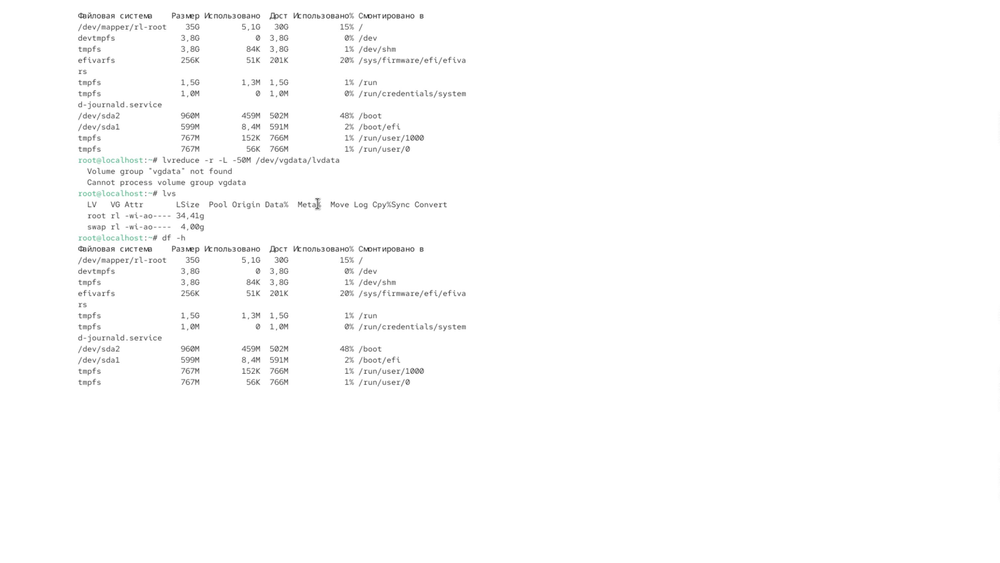 Файловая система    Размер Использовано  Дост Использовано% Смонтировано в
/dev/mapper/rl-root    35G         5,1G   30G           15% /
devtmpfs              3,8G            0  3,8G            0% /dev
tmpfs                 3,8G          84K  3,8G            1% /dev/shm
efivarfs              256K          51K  201K           20% /sys/firmware/efi/efiva
rs
tmpfs                 1,5G         1,3M  1,5G            1% /run
tmpfs                 1,0M            0  1,0M            0% /run/credentials/system
d-journald.service
/dev/sda2             960M         459M  502M           48% /boot
/dev/sda1             599M         8,4M  591M            2% /boot/efi
tmpfs                 767M         152K  766M            1% /run/user/1000
tmpfs                 767M          56K  766M            1% /run/user/0
root@localhost:~# lvreduce -r -L -50M /dev/vgdata/lvdata
  Volume group "vgdata" not found
  Cannot process volume group vgdata
root@localhost:~# lvs
  LV   VG Attr       LSize  Pool Origin Data%  Meta%  Move Log Cpy%Sync Convert
  root rl -wi-ao---- 34,41g
  swap rl -wi-ao----  4,00g
root@localhost:~# df -h
Файловая система    Размер Использовано  Дост Использовано% Смонтировано в
/dev/mapper/rl-root    35G         5,1G   30G           15% /
devtmpfs              3,8G            0  3,8G            0% /dev
tmpfs                 3,8G          84K  3,8G            1% /dev/shm
efivarfs              256K          51K  201K           20% /sys/firmware/efi/efiva
rs
tmpfs                 1,5G         1,3M  1,5G            1% /run
tmpfs                 1,0M            0  1,0M            0% /run/credentials/system
d-journald.service
/dev/sda2             960M         459M  502M           48% /boot
/dev/sda1             599M         8,4M  591M            2% /boot/efi
tmpfs                 767M         152K  766M            1% /run/user/1000
tmpfs                 767M          56K  766M            1% /run/user/0